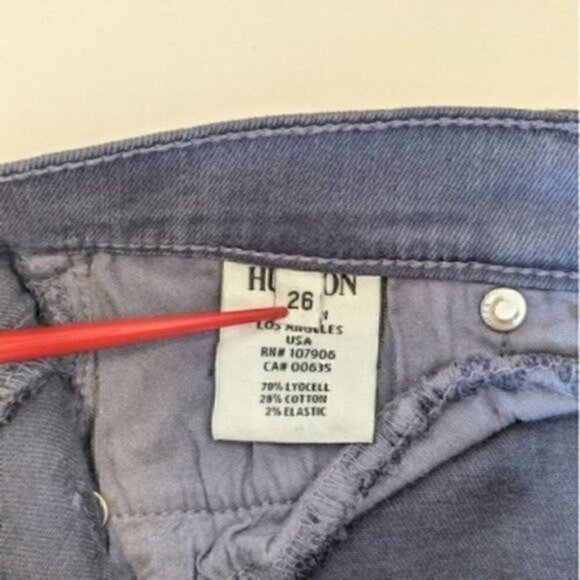 26
LOS ANGELES
USA
RN# 107906
CA# 00635
70% LYOCELL
28% COTTON
2% ELASTIC